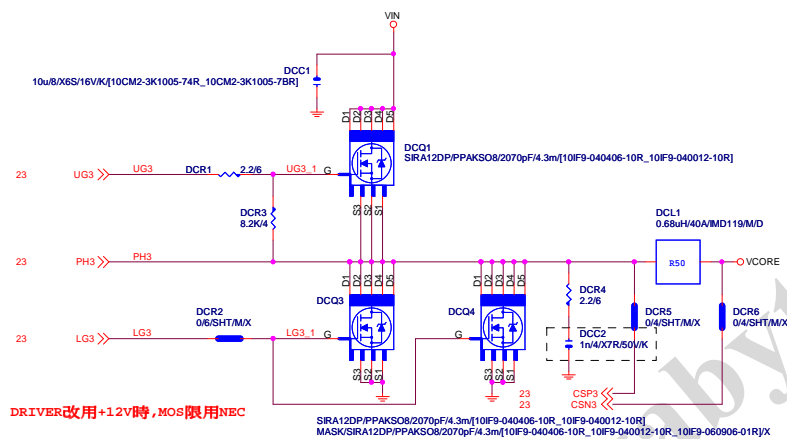 VIN
DCC1
10u/8/X6S/16V/K/[10CM2-3K1005-74R_10CM2-3K1005-7BR]
D1 D2 D3 D4 D5
DCQ1
SIRA12DP/PPAKSO8/2070pF/4.3m/[10IF9-040406-10R_10IF9-040012-10R]
23 UG3 UG3 DCR1 2.2/6 UG3_1 G
S3 S2 S1
DCR3
8.2K/4
DCL1
0.68uH/40A/IMD119/M/D
23 PH3 PH3
R50
VCORE
D1 D2 D3 D4 D5
D1 D2 D3 D4 D5
DCR4
2.2/6
DCR2
0/6/SHT/M/X
DCQ3
DCQ4
DCR5
0/4/SHT/M/X
DCR6
0/4/SHT/M/X
23 LG3 LG3 LG3_1 G
G
DCC2
1n/4/X7R/50V/K
S3 S2 S1
S3 S2 S1
23 CSP3
23 CSN3
DRIVER改用+12V時,MOS限用NEC
SIRA12DP/PPAKSO8/2070pF/4.3m/[10IF9-040406-10R_10IF9-040012-10R]
MASK/SIRA12DP/PPAKSO8/2070pF/4.3m/[10IF9-040406-10R_10IF9-040012-10R_10IF9-060906-01R]/X